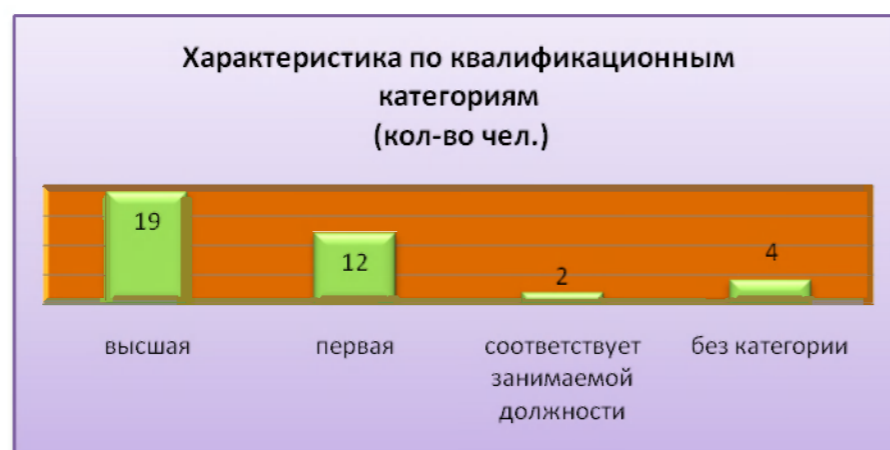 Характеристика по квалификационным
категориям
(кол-во чел.)
19
12
2
4
высшая
первая
соответствует
занимаемой
должности
без категории